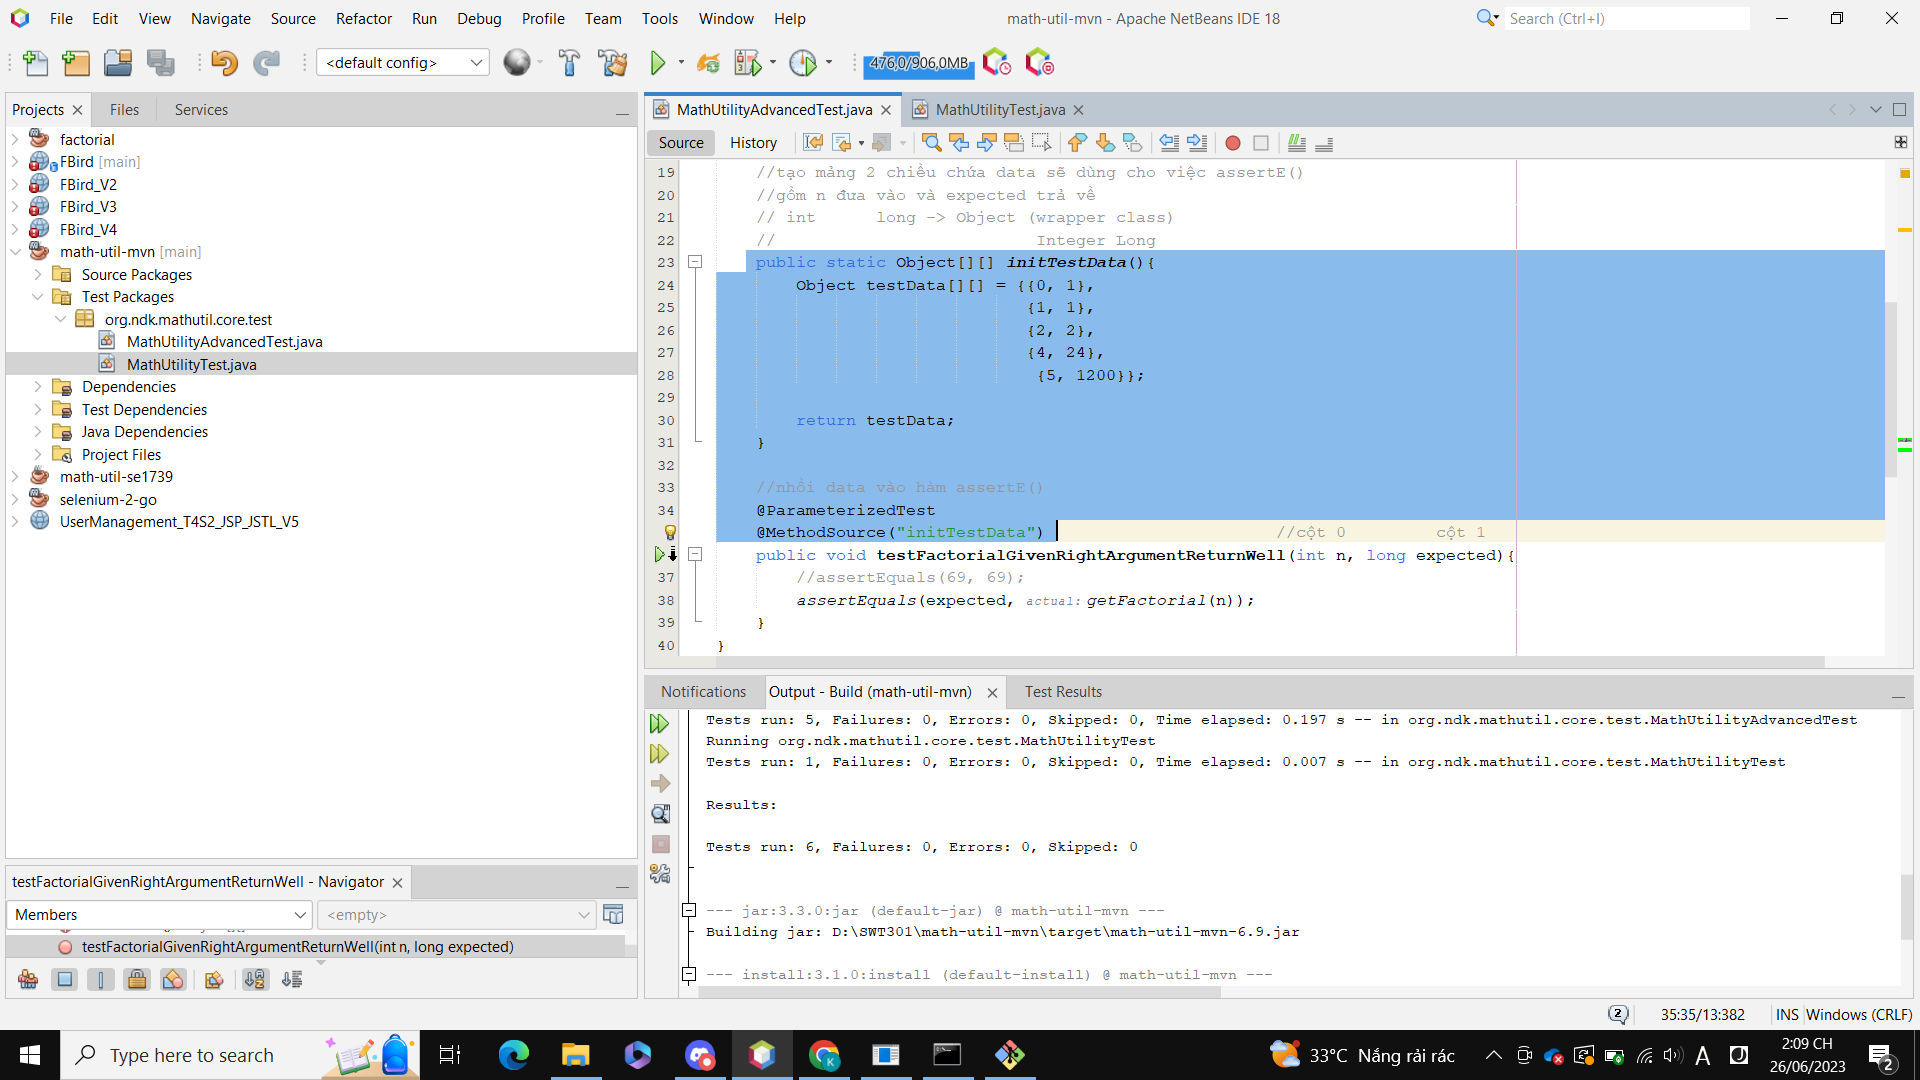 File Edit View Navigate Source Refactor Run Debug Profile Team Tools Window Help
math-util-mvn - Apache NetBeans IDE 18
Search (Ctrl+I)
<default config>
476,0/906,0MB
Projects Files Services
factorial
FBird [main]
FBird_V2
FBird_V3
FBird_V4
math-util-mvn [main]
Source Packages
Test Packages
org.ndk.mathutil.core.test
MathUtilityAdvancedTest.java
MathUtilityTest.java
Dependencies
Test Dependencies
Java Dependencies
Project Files
math-util-se1739
selenium-2-go
UserManagement_T4S2_JSP_JSTL_V5
testFactorialGivenRightArgumentReturnWell - Navigator
Members
<empty>
testFactorialGivenRightArgumentReturnWell(int n, long expected)
MathUtilityAdvancedTest.java MathUtilityTest.java
Source History
19 //tạo mảng 2 chiều chứa data sẽ dùng cho việc assertE()
20 //gồm n đưa vào và expected trả về
21 // int long -> Object (wrapper class)
22 // Integer Long
23 public static Object[][] initTestData(){
24 Object testData[][] = {{0, 1},
25 {1, 1},
26 {2, 2},
27 {4, 24},
28 {5, 1200}};
29
30 return testData;
31 }
32
33 //nhồi data vào hàm assertE()
34 @ParameterizedTest
@MethodSource("initTestData") //cột 0 cột 1
public void testFactorialGivenRightArgumentReturnWell(int n, long expected){
37 //assertEquals(69, 69);
38 assertEquals(expected, actual: getFactorial(n));
39 }
40 }
Notifications Output - Build (math-util-mvn) Test Results
Tests run: 5, Failures: 0, Errors: 0, Skipped: 0, Time elapsed: 0.197 s -- in org.ndk.mathutil.core.test.MathUtilityAdvancedTest
Running org.ndk.mathutil.core.test.MathUtilityTest
Tests run: 1, Failures: 0, Errors: 0, Skipped: 0, Time elapsed: 0.007 s -- in org.ndk.mathutil.core.test.MathUtilityTest
Results:
Tests run: 6, Failures: 0, Errors: 0, Skipped: 0
--- jar:3.3.0:jar (default-jar) @ math-util-mvn ---
Building jar: D:\SWT301\math-util-mvn\target\math-util-mvn-6.9.jar
--- install:3.1.0:install (default-install) @ math-util-mvn ---
2 35:35/13:382 INS Windows (CRLF)
Type here to search
33°C Nắng rải rác
A
2:09 CH
26/06/2023
2